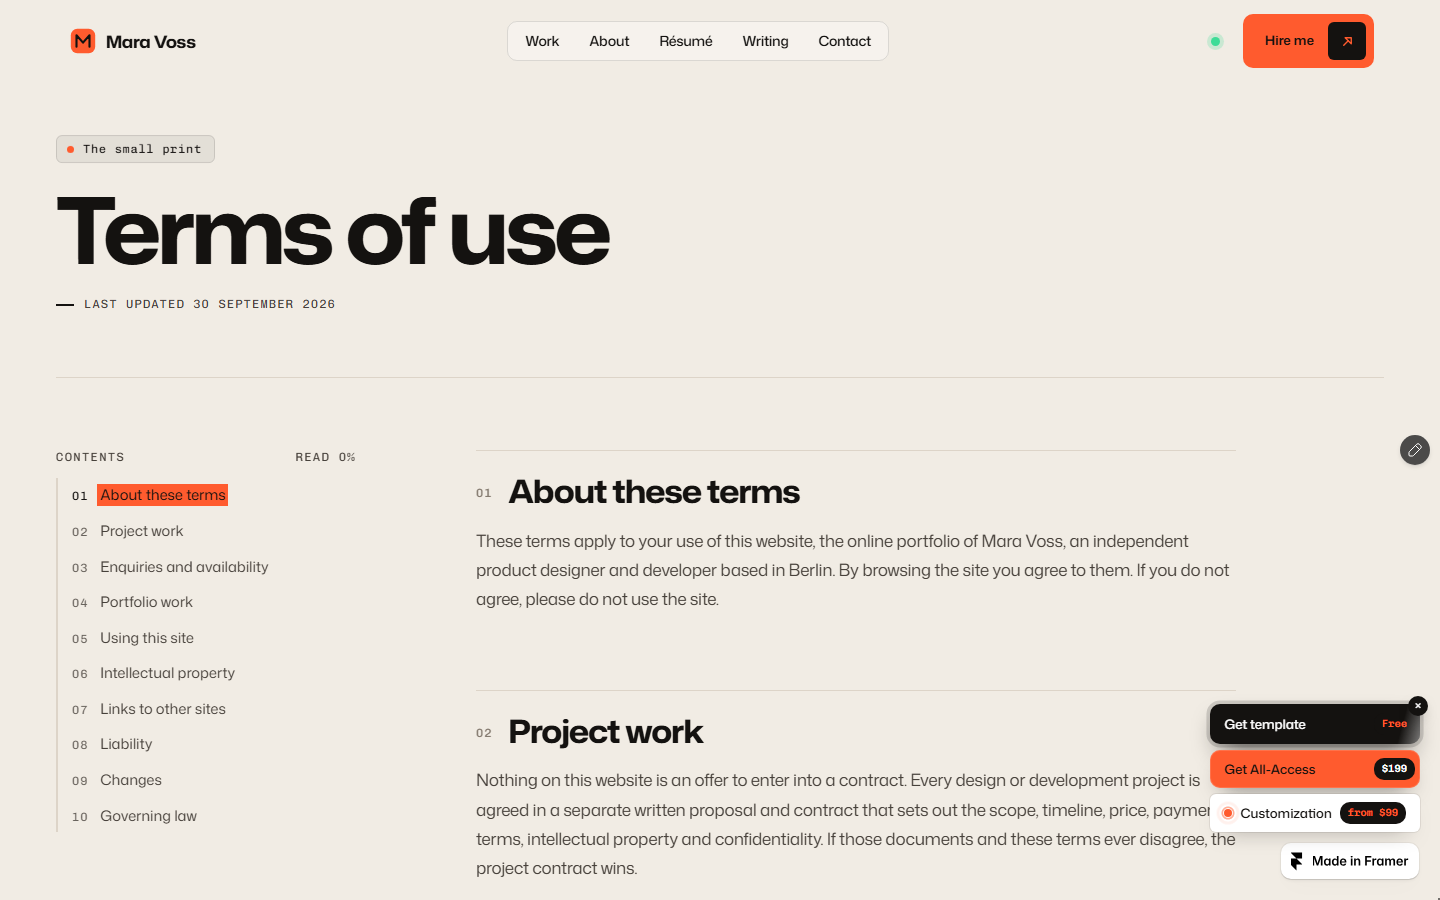 Mara Voss
Work
About
Résumé
Writing
Contact
Hire me
The small print
Terms of use
LAST UPDATED 30 SEPTEMBER 2026
CONTENTS
READ 0%
01 About these terms
02 Project work
03 Enquiries and availability
04 Portfolio work
05 Using this site
06 Intellectual property
07 Links to other sites
08 Liability
09 Changes
10 Governing law
01 About these terms
These terms apply to your use of this website, the online portfolio of Mara Voss, an independent
product designer and developer based in Berlin. By browsing the site you agree to them. If you do not
agree, please do not use the site.
02 Project work
Nothing on this website is an offer to enter into a contract. Every design or development project is
agreed in a separate written proposal and contract that sets out the scope, timeline, price,
terms, intellectual property and confidentiality. If those documents and these terms ever disagree, the
project contract wins.
Get template Free
Get All-Access $199
Customization from $99
Made in Framer